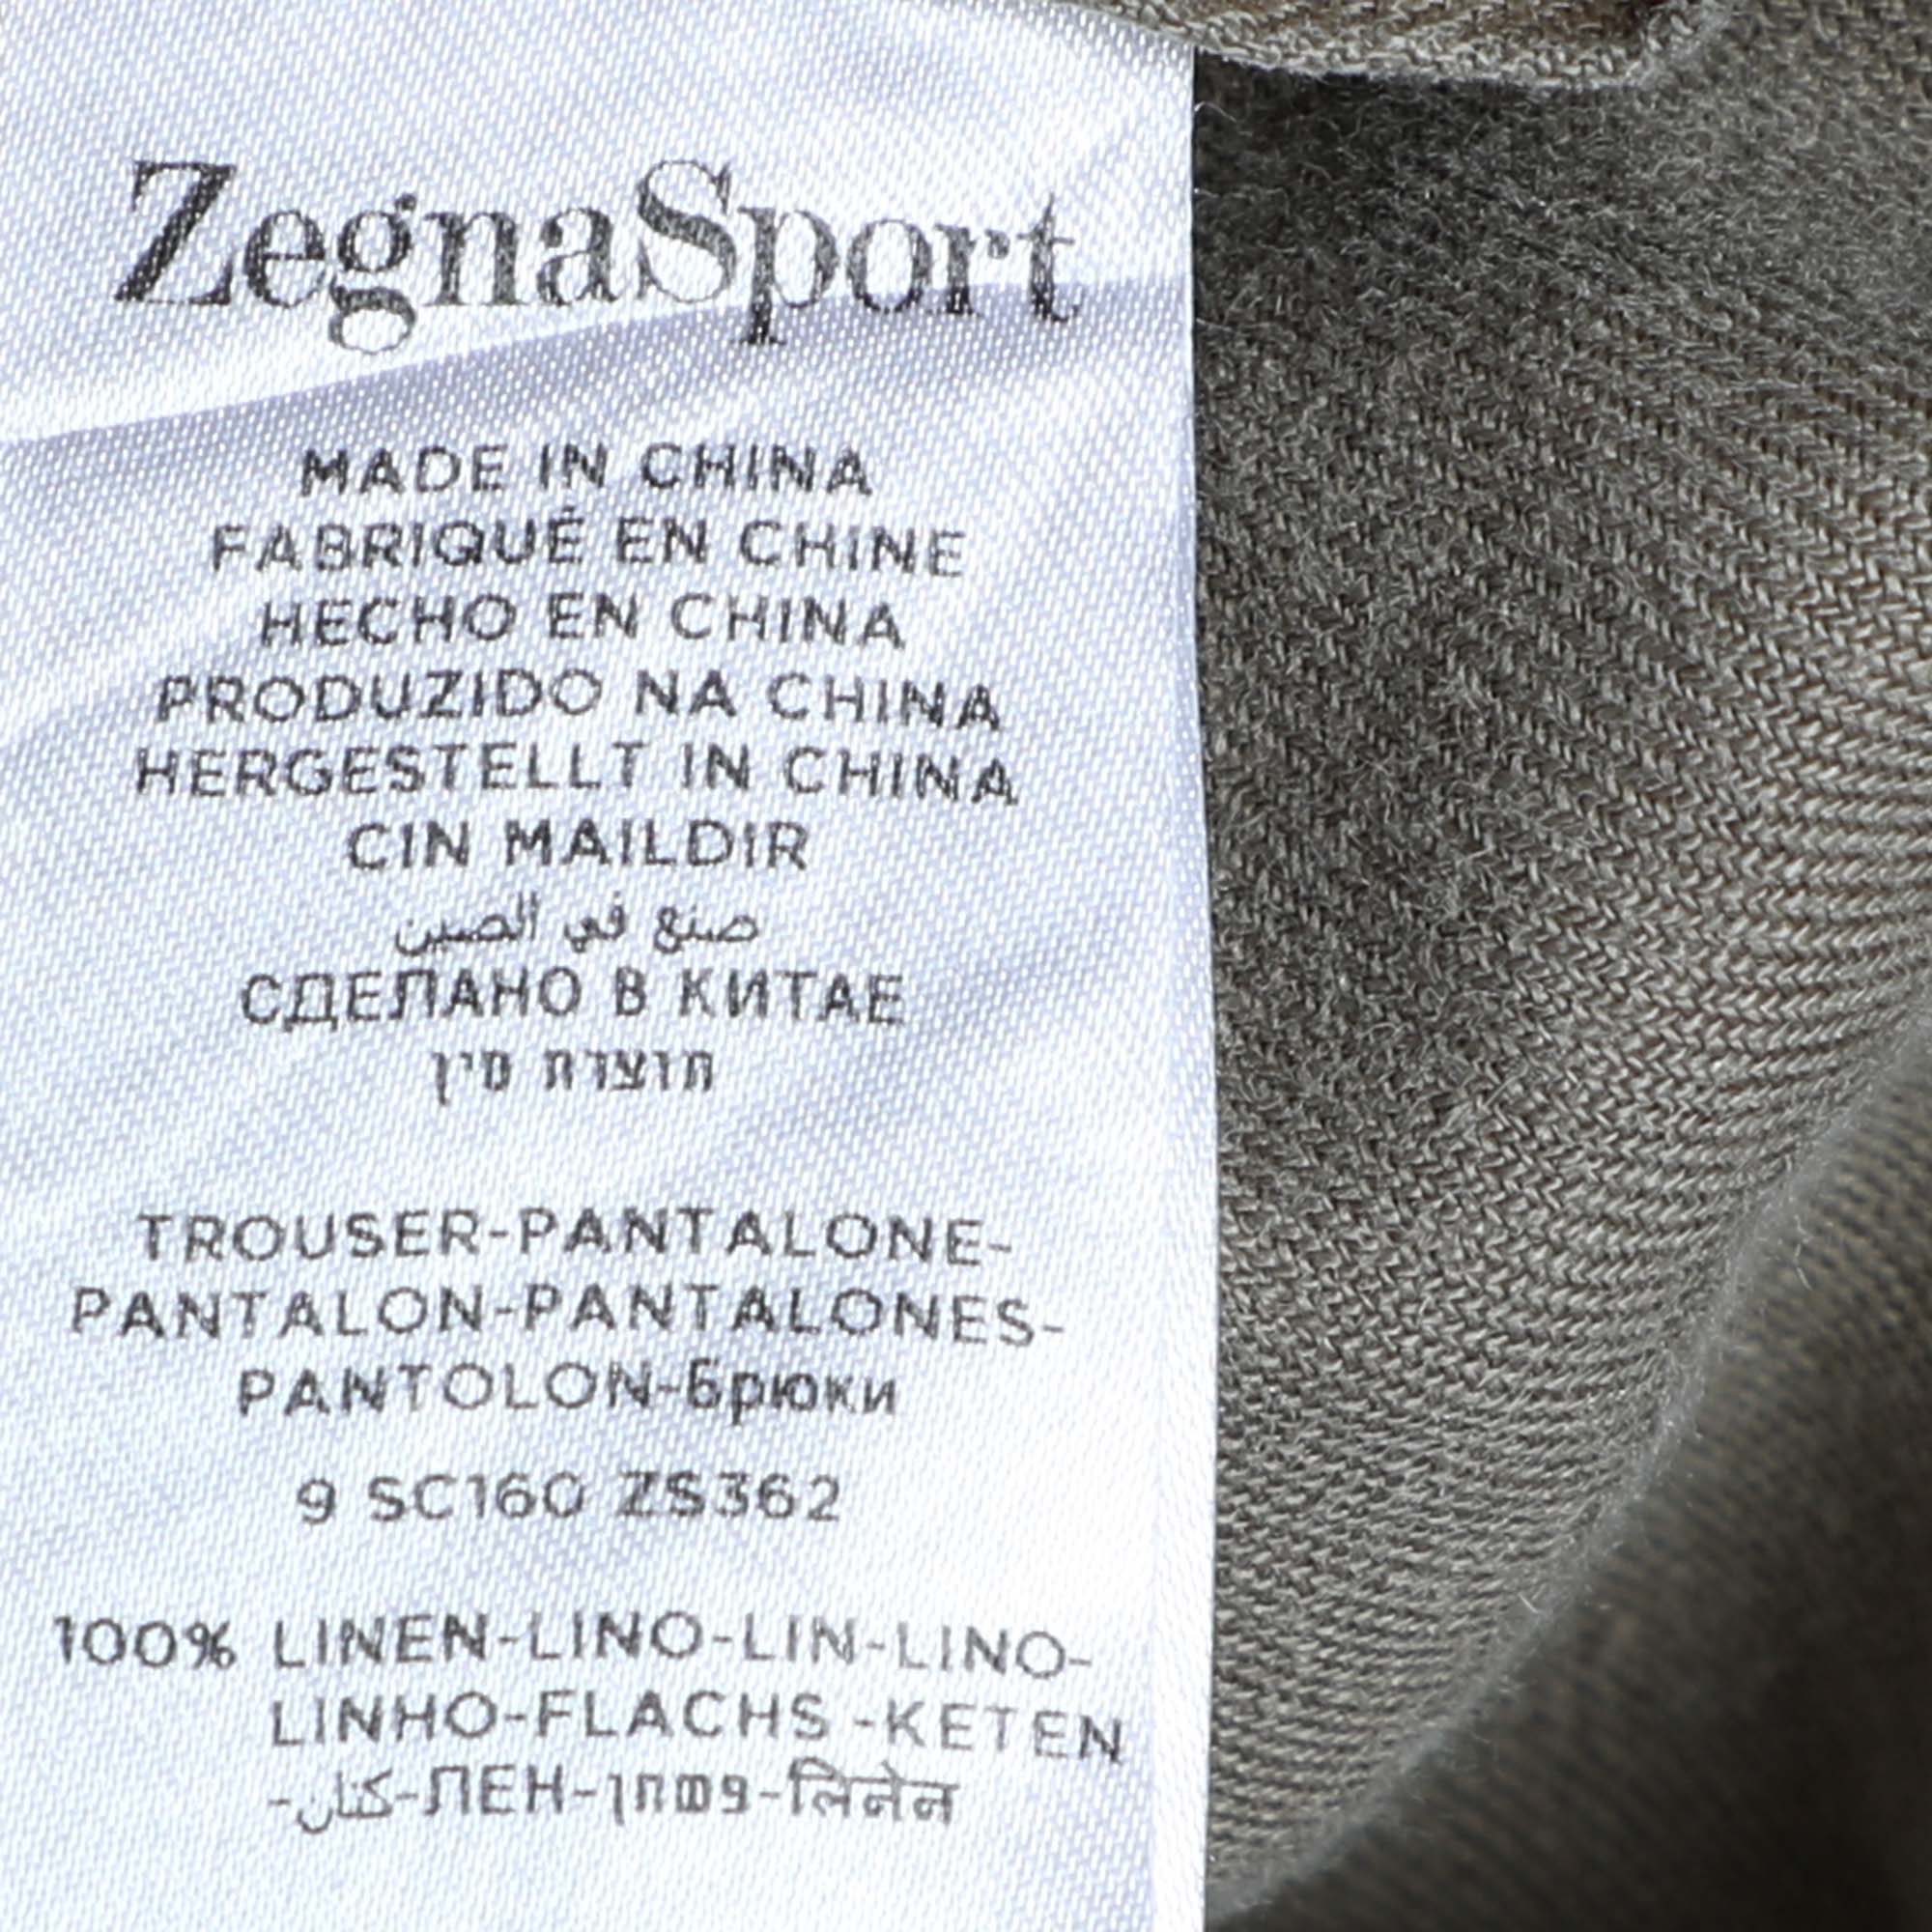 ZegnaSport
MADE IN CHINA
FABRIQUÉ EN CHINE
HECHO EN CHINA
PRODUZIDO NA CHINA
HERGESTELLT IN CHINA
CIN MAILDIR
صنع في الصين
СДЕЛАНО В КИТАЕ
תוצרת סין
TROUSER-PANTALONE-
PANTALON-PANTALONES-
PANTOLON-Брюки
9 SC160 ZS362
100% LINEN-LINO-LIN-LINO-
LINHO-FLACHS -KETEN
-كتان-ЛЕН-פשתן-लिनेन